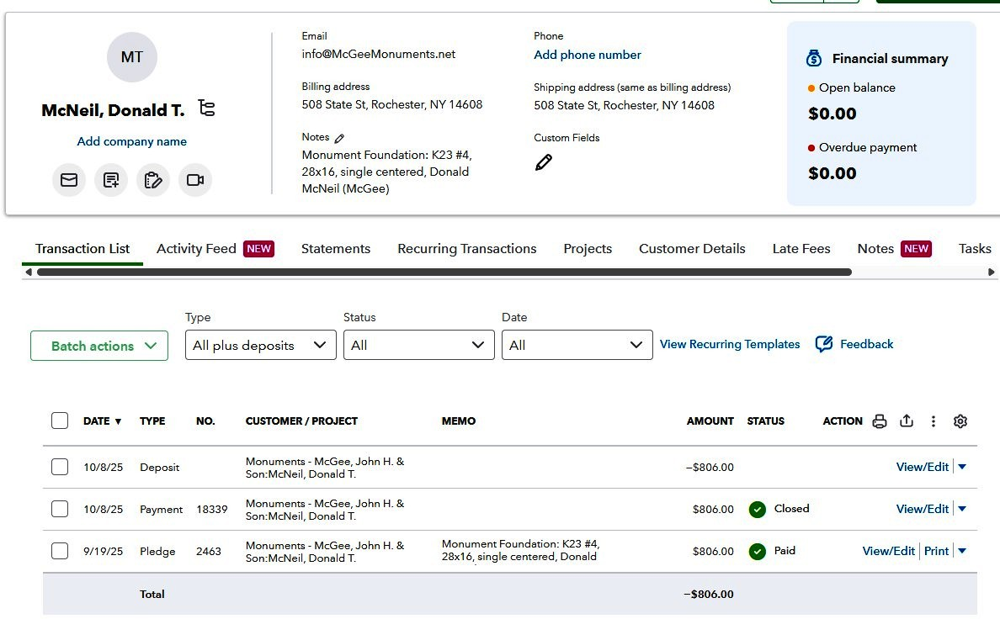 MT
McNeil, Donald T.
Add company name
Email
info@McGeeMonuments.net
Billing address
508 State St, Rochester, NY 14608
Notes
Monument Foundation: K23 #4,
28x16, single centered, Donald
McNeil (McGee)
Phone
Add phone number
Shipping address (same as billing address)
508 State St, Rochester, NY 14608
Custom Fields
Financial summary
Open balance
$0.00
Overdue payment
$0.00
Transaction List Activity Feed NEW Statements Recurring Transactions Projects Customer Details Late Fees Notes NEW Tasks
Type Status Date
Batch actions All plus deposits All All View Recurring Templates Feedback
DATE ▼ TYPE NO. CUSTOMER / PROJECT MEMO AMOUNT STATUS ACTION
10/8/25 Deposit Monuments - McGee, John H. & −$806.00 View/Edit
Son:McNeil, Donald T.
10/8/25 Payment 18339 Monuments - McGee, John H. & $806.00 Closed View/Edit
Son:McNeil, Donald T.
9/19/25 Pledge 2463 Monuments - McGee, John H. & Monument Foundation: K23 #4, $806.00 Paid View/Edit Print
Son:McNeil, Donald T. 28x16, single centered, Donald
Total −$806.00